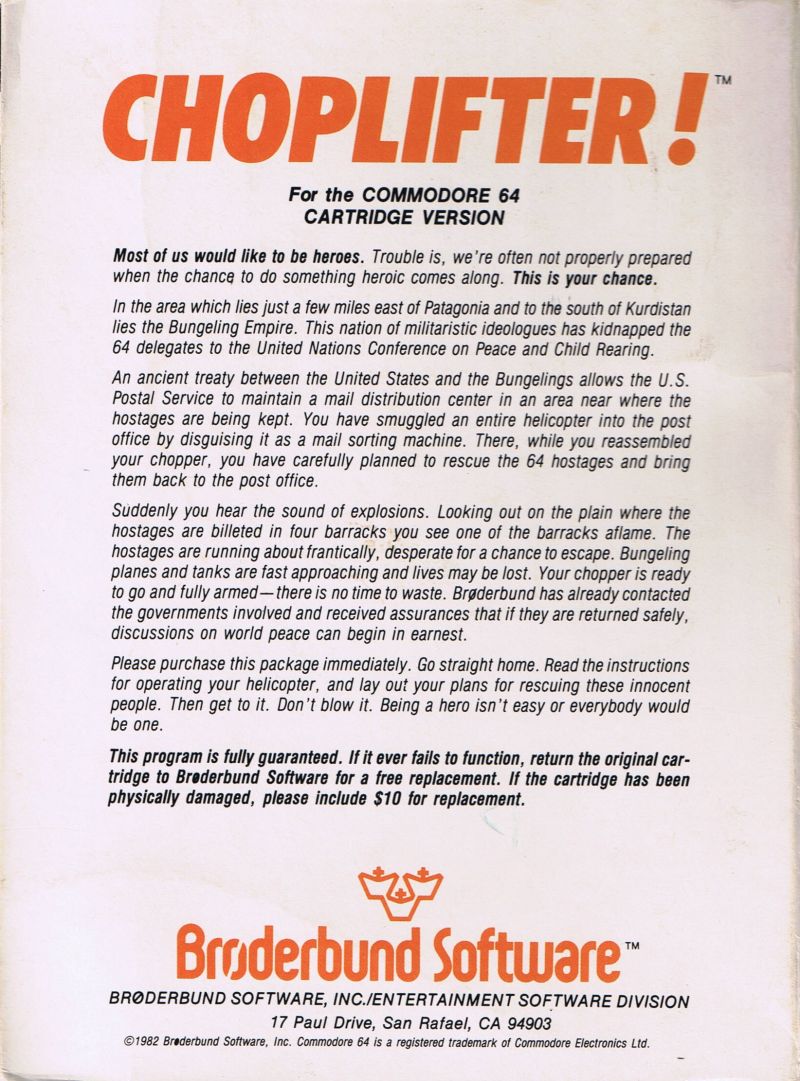 CHOPLIFTER! ™
For the COMMODORE 64
CARTRIDGE VERSION
Most of us would like to be heroes. Trouble is, we're often not properly prepared
when the chance to do something heroic comes along. This is your chance.
In the area which lies just a few miles east of Patagonia and to the south of Kurdistan
lies the Bungeling Empire. This nation of militaristic ideologues has kidnapped the
64 delegates to the United Nations Conference on Peace and Child Rearing.
An ancient treaty between the United States and the Bungelings allows the U.S.
Postal Service to maintain a mail distribution center in an area near where the
hostages are being kept. You have smuggled an entire helicopter into the post
office by disguising it as a mail sorting machine. There, while you reassembled
your chopper, you have carefully planned to rescue the 64 hostages and bring
them back to the post office.
Suddenly you hear the sound of explosions. Looking out on the plain where the
hostages are billeted in four barracks you see one of the barracks aflame. The
hostages are running about frantically, desperate for a chance to escape. Bungeling
planes and tanks are fast approaching and lives may be lost. Your chopper is ready
to go and fully armed—there is no time to waste. Brøderbund has already contacted
the governments involved and received assurances that if they are returned safely,
discussions on world peace can begin in earnest.
Please purchase this package immediately. Go straight home. Read the instructions
for operating your helicopter, and lay out your plans for rescuing these innocent
people. Then get to it. Don't blow it. Being a hero isn't easy or everybody would
be one.
This program is fully guaranteed. If it ever fails to function, return the original car-
tridge to Brøderbund Software for a free replacement. If the cartridge has been
physically damaged, please include $10 for replacement.
Brøderbund Software™
BRØDERBUND SOFTWARE, INC./ENTERTAINMENT SOFTWARE DIVISION
17 Paul Drive, San Rafael, CA 94903
©1982 Brøderbund Software, Inc. Commodore 64 is a registered trademark of Commodore Electronics Ltd.